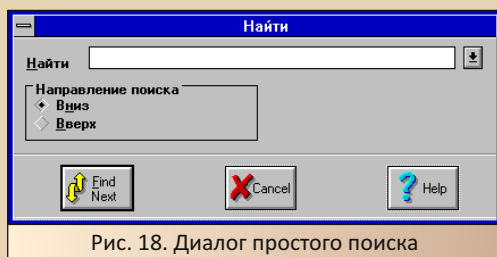 Найти
Найти
Направление поиска
Вниз
Вверх
Find
Next
Cancel
Help
Рис. 18. Диалог простого поиска